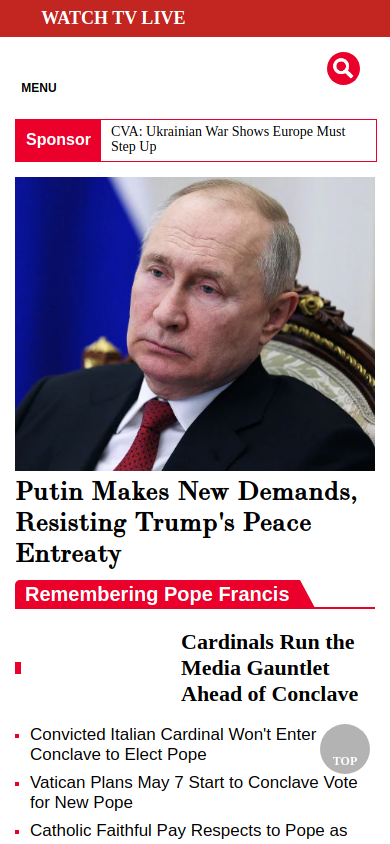 WATCH TV LIVE
MENU
Sponsor
CVA: Ukrainian War Shows Europe Must
Step Up
Putin Makes New Demands,
Resisting Trump's Peace
Entreaty
Remembering Pope Francis
Cardinals Run the
Media Gauntlet
Ahead of Conclave
Convicted Italian Cardinal Won't Enter
Conclave to Elect Pope
TOP
Vatican Plans May 7 Start to Conclave Vote
for New Pope
Catholic Faithful Pay Respects to Pope as